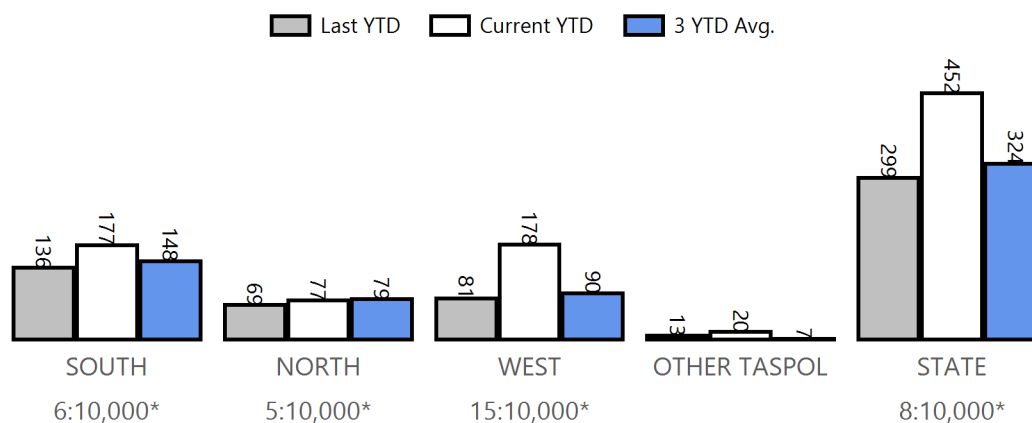 Last YTD Current YTD 3 YTD Avg.
136 177 148 69 77 79 81 178 90 13 20 7 299 452 324
SOUTH NORTH WEST OTHER TASPOL STATE
6:10,000* 5:10,000* 15:10,000* 8:10,000*